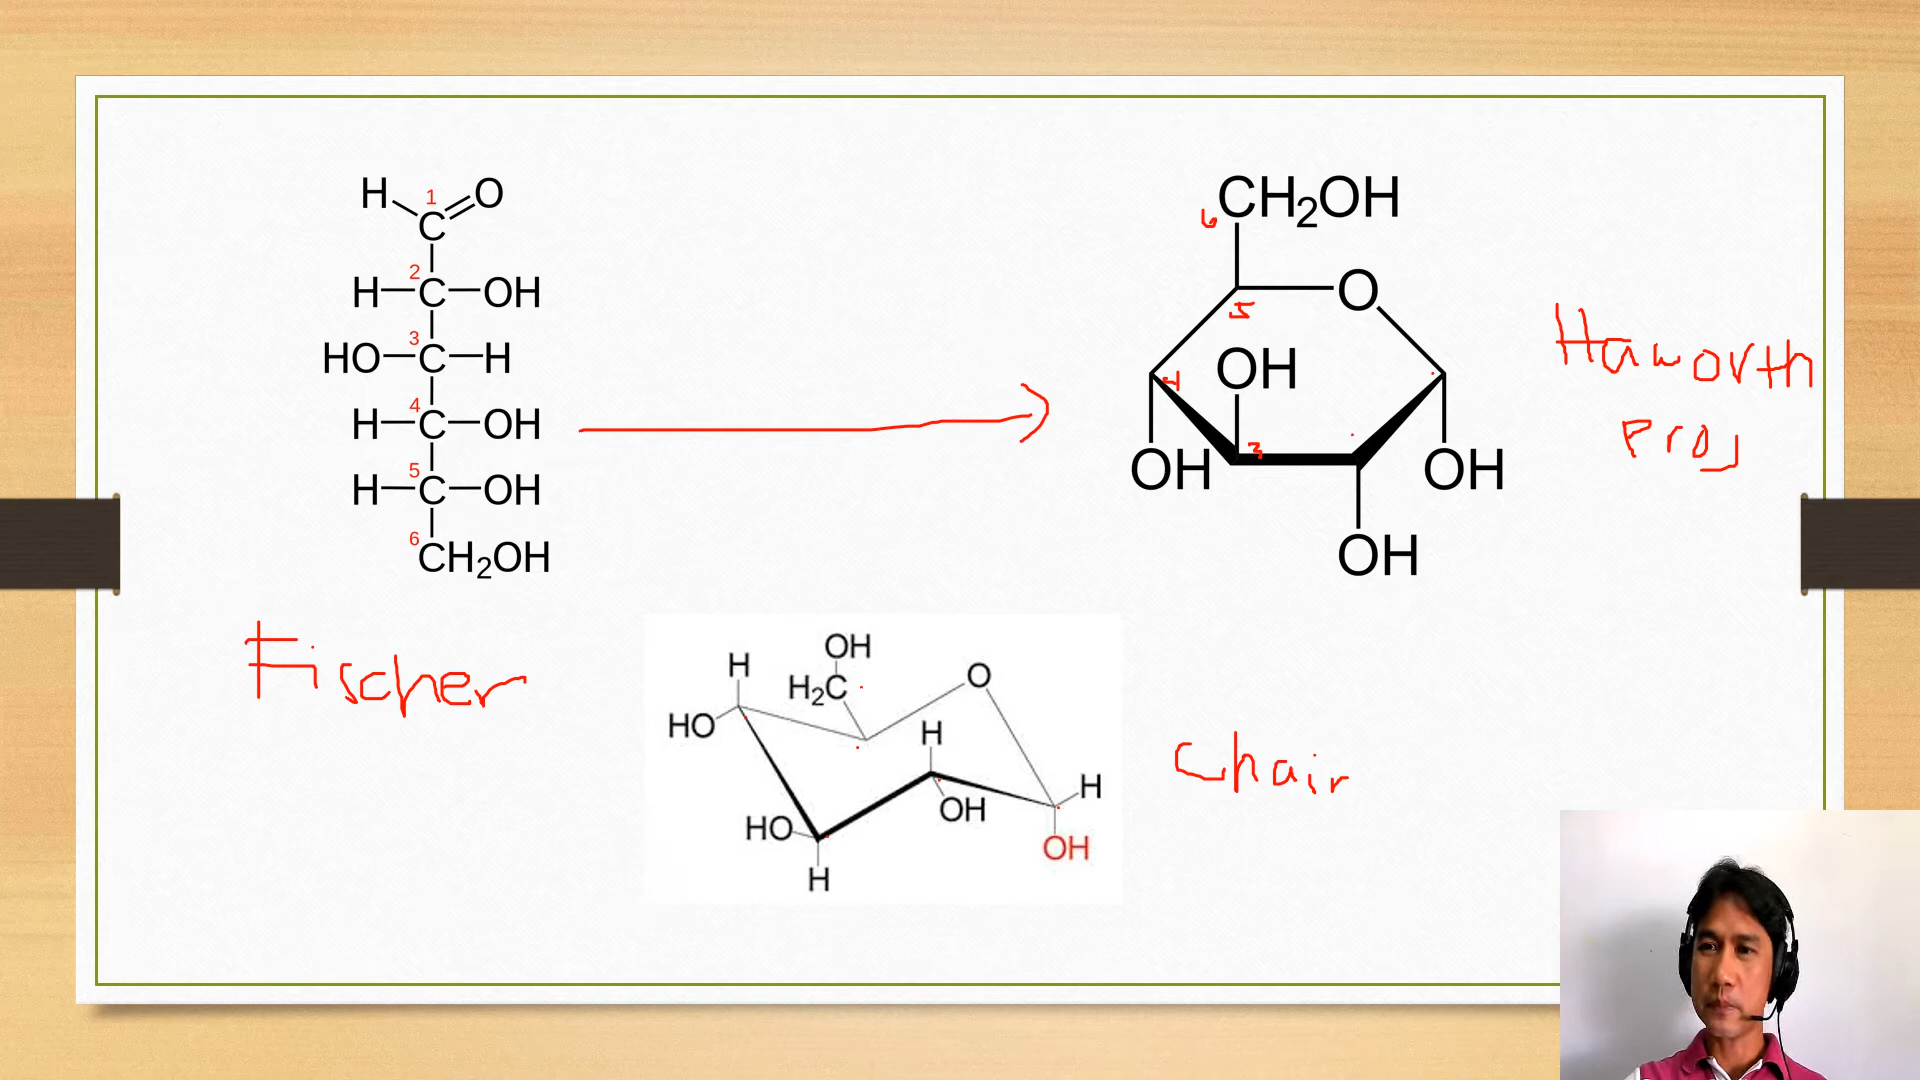 H 1 O
C
2
H C OH
3
HO C H
4
H C OH
5
H C OH
6
CH2OH
Fischer
6 CH2OH
5 O
OH
4
3
OH OH
OH
Haworth
Proj
OH
H H2C O
HO H
H
OH
HO OH
H
Chair